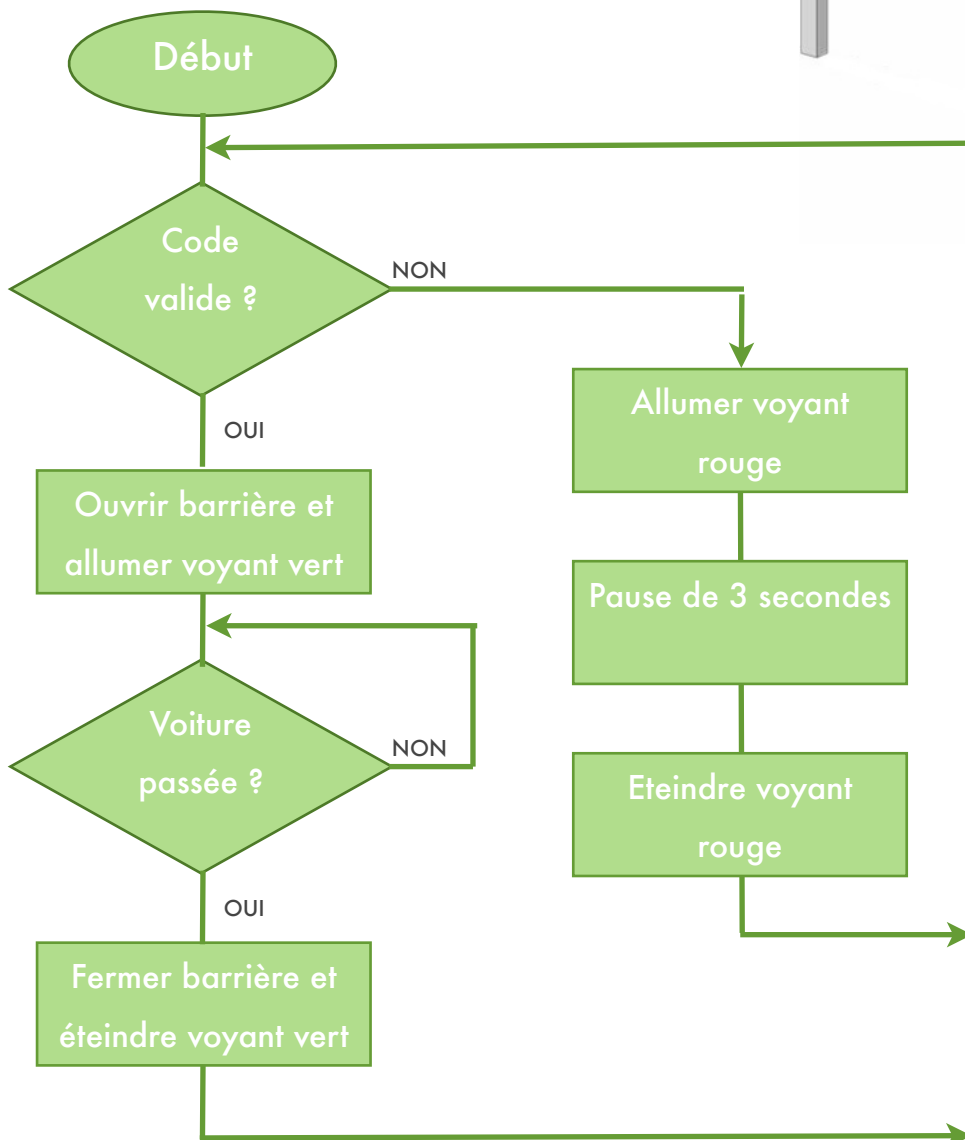 Début
Code
valide ?
NON
OUI
Allumer voyant
rouge
Ouvrir barrière et
allumer voyant vert
Pause de 3 secondes
Voiture
passée ?
NON
Eteindre voyant
rouge
OUI
Fermer barrière et
éteindre voyant vert